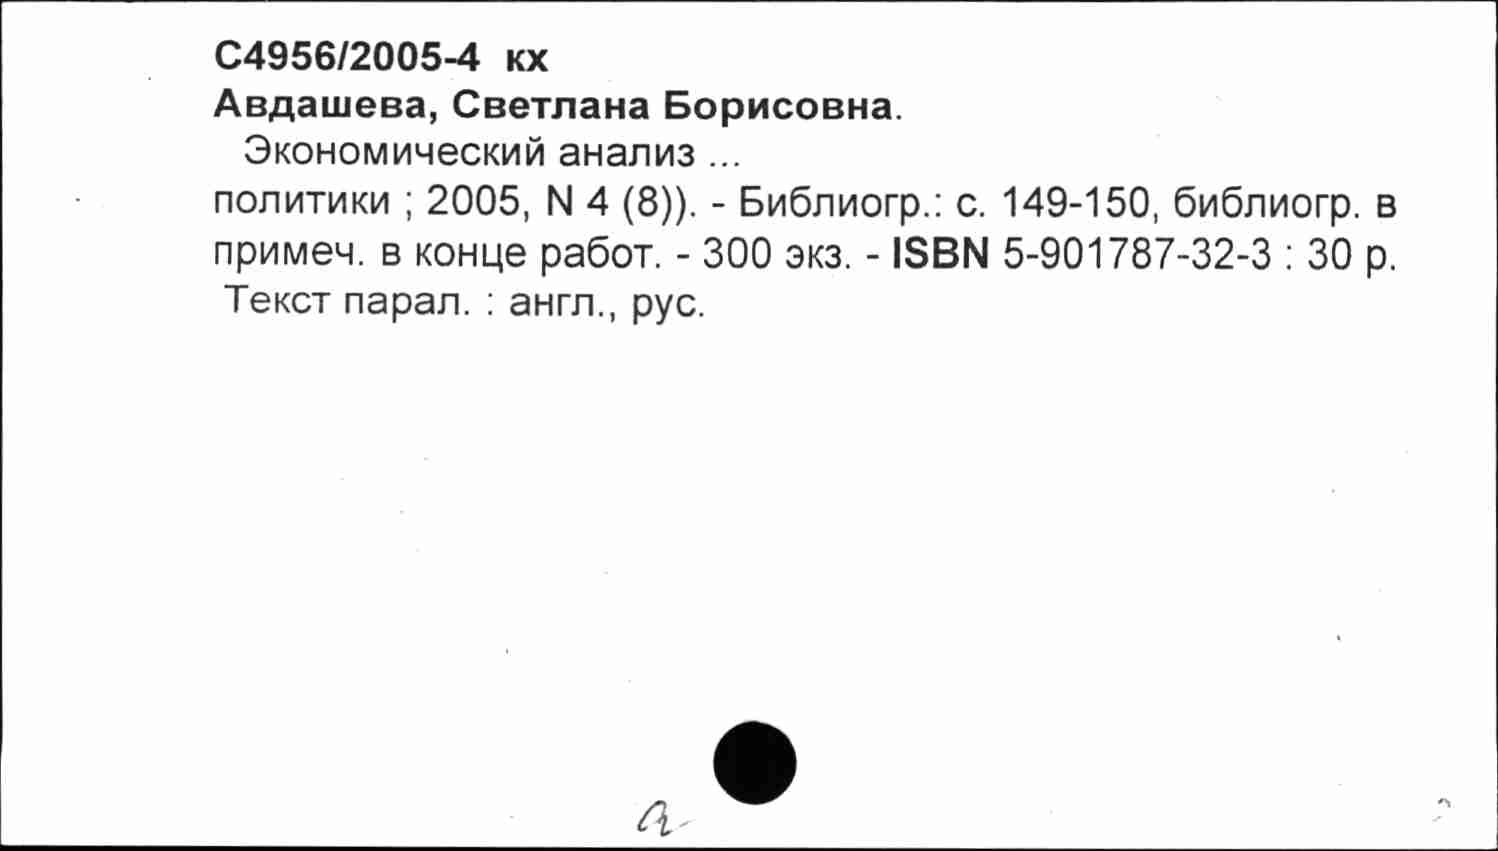 С4956/2005-4 кх
Авдашева, Светлана Борисовна.
Экономический анализ ...
политики ; 2005, N 4 (8)). - Библиогр.: с. 149-150, библиогр. в
примеч. в конце работ. - 300 экз. - ISBN 5-901787-32-3 : 30 р.
Текст парал. : англ., рус.